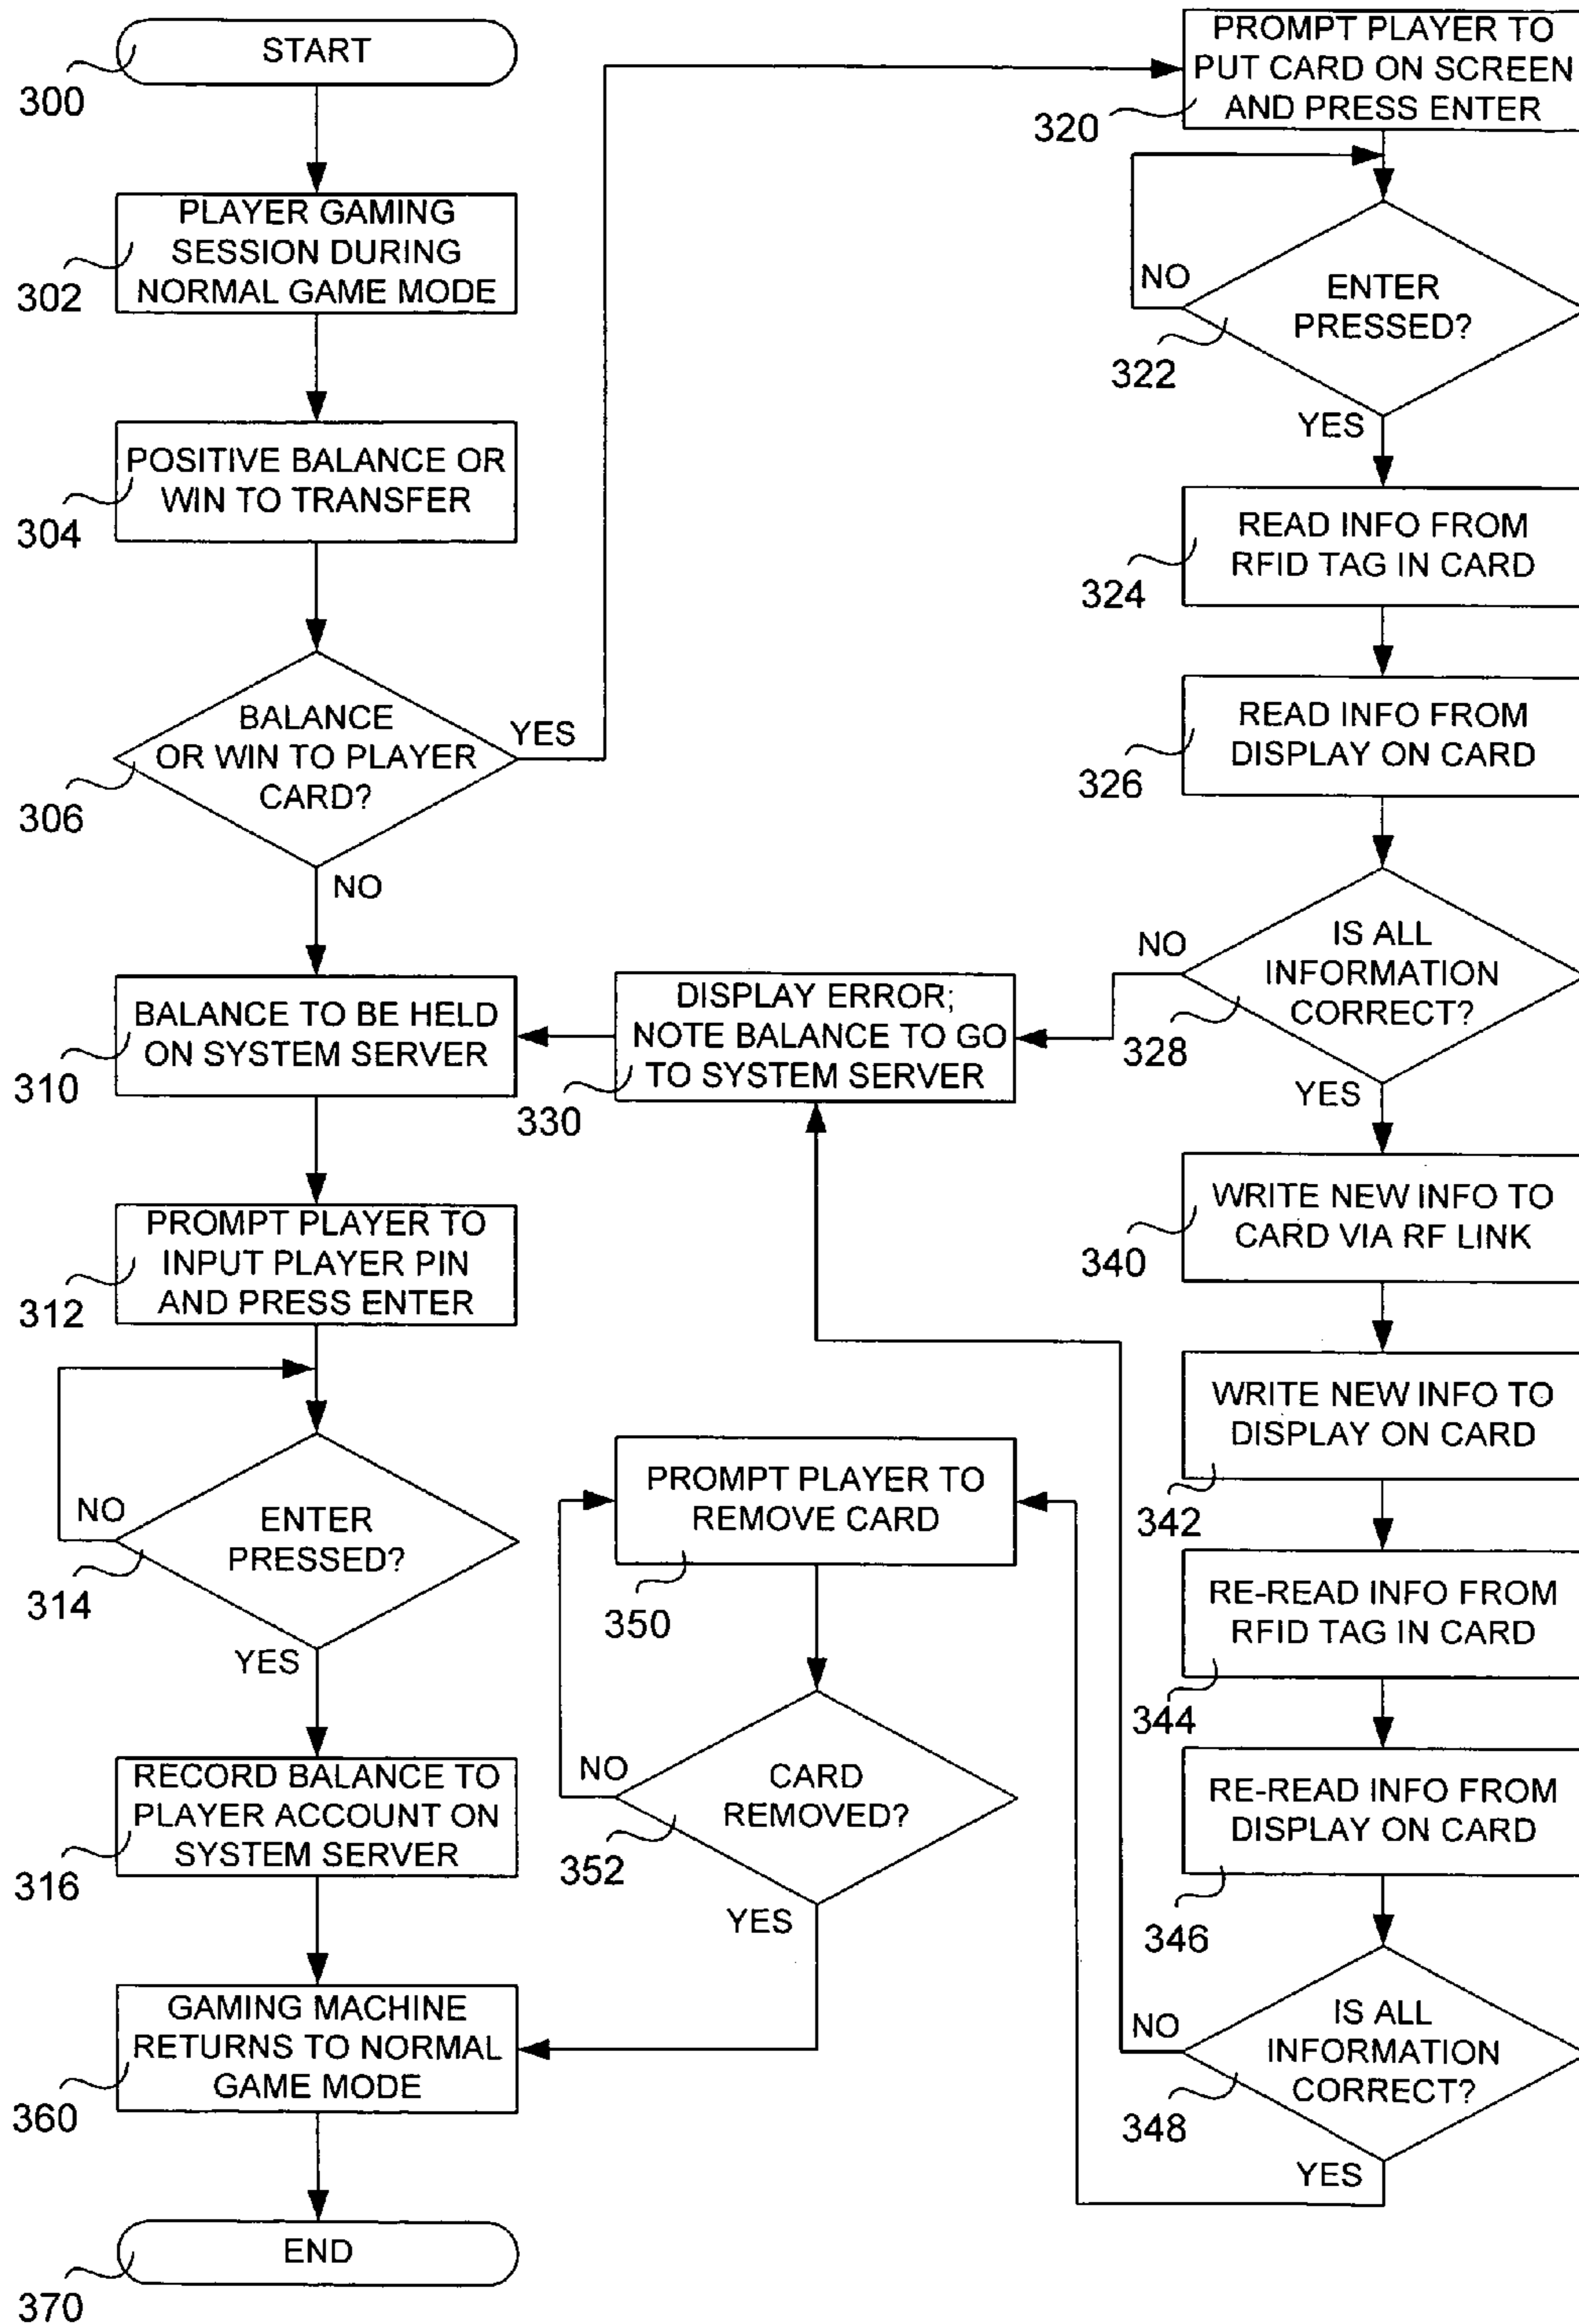 START
300
PLAYER GAMING
SESSION DURING
NORMAL GAME MODE
302
POSITIVE BALANCE OR
WIN TO TRANSFER
304
BALANCE
OR WIN TO PLAYER
CARD?
306
YES
NO
BALANCE TO BE HELD
ON SYSTEM SERVER
310
PROMPT PLAYER TO
INPUT PLAYER PIN
AND PRESS ENTER
312
NO
ENTER
PRESSED?
314
YES
RECORD BALANCE TO
PLAYER ACCOUNT ON
SYSTEM SERVER
316
GAMING MACHINE
RETURNS TO NORMAL
GAME MODE
360
END
370
DISPLAY ERROR;
NOTE BALANCE TO GO
TO SYSTEM SERVER
330
PROMPT PLAYER TO
REMOVE CARD
350
NO
CARD
REMOVED?
352
YES
PROMPT PLAYER TO
PUT CARD ON SCREEN
AND PRESS ENTER
320
NO
ENTER
PRESSED?
322
YES
READ INFO FROM
RFID TAG IN CARD
324
READ INFO FROM
DISPLAY ON CARD
326
NO
IS ALL
INFORMATION
CORRECT?
328
YES
WRITE NEW INFO TO
CARD VIA RF LINK
340
WRITE NEW INFO TO
DISPLAY ON CARD
342
RE-READ INFO FROM
RFID TAG IN CARD
344
RE-READ INFO FROM
DISPLAY ON CARD
346
NO
IS ALL
INFORMATION
CORRECT?
348
YES